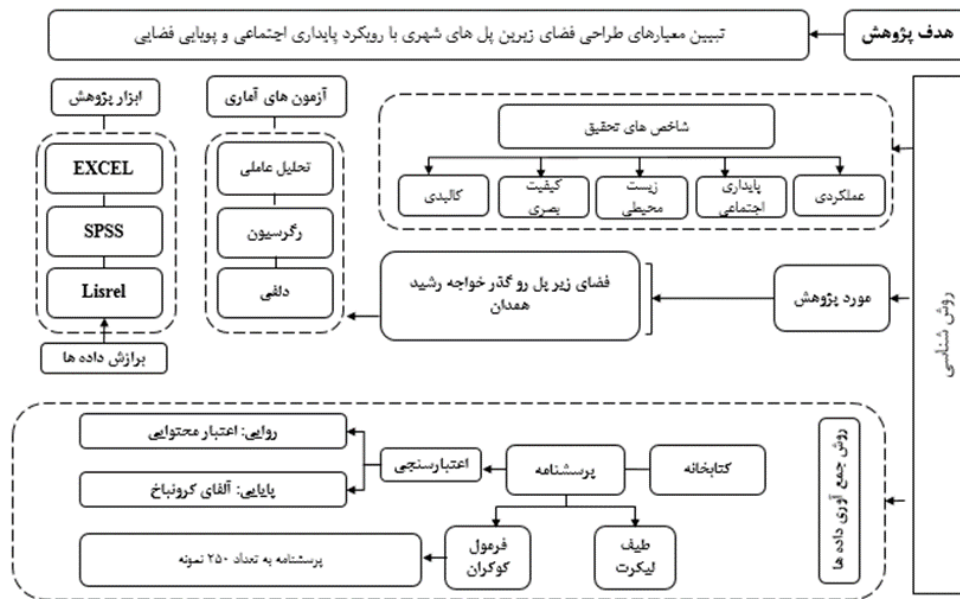 هدف پژوهش
تبیین معیارهای طراحی فضای زیرین پل های شهری با رویکرد پایداری اجتماعی و پویایی فضایی
روش شناسی
شاخص های تحقیق
عملکردی
پایداری
اجتماعی
زیست
محیطی
کیفیت
بصری
کالبدی
آزمون های آماری
تحلیل عاملی
رگرسیون
دلفی
ابزار پژوهش
EXCEL
SPSS
Lisrel
برازش داده ها
مورد پژوهش
فضای زیر پل رو گذر خواجه رشید
همدان
روش جمع آوری داده ها
کتابخانه
پرسشنامه
اعتبارسنجی
روایی: اعتبار محتوایی
پایایی: آلفای کرونباخ
طیف
لیکرت
فرمول
کوکران
پرسشنامه به تعداد ۲۵۰ نمونه